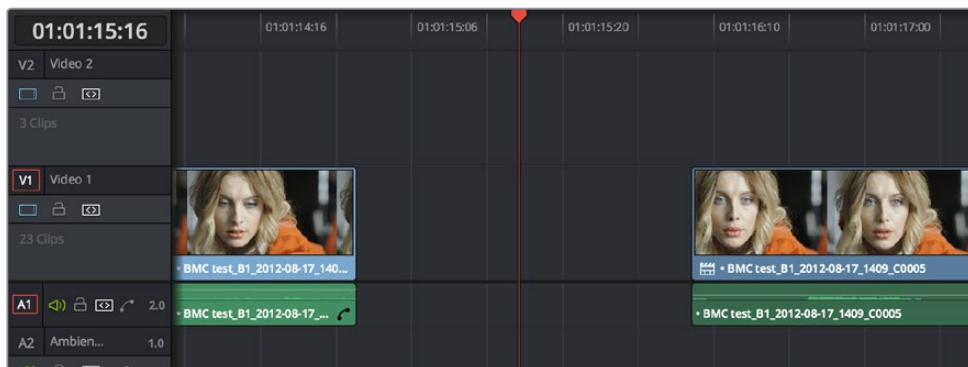 01:01:15:16
01:01:14:16 01:01:15:06 01:01:15:20 01:01:16:10 01:01:17:00
V2 Video 2
3 Clips
V1 Video 1
23 Clips
• BMC test_B1_2012-08-17_140...
• BMC test_B1_2012-08-17_1409_C0005
A1 2.0
• BMC test_B1_2012-08-17_...
• BMC test_B1_2012-08-17_1409_C0005
A2 Ambien... 1.0